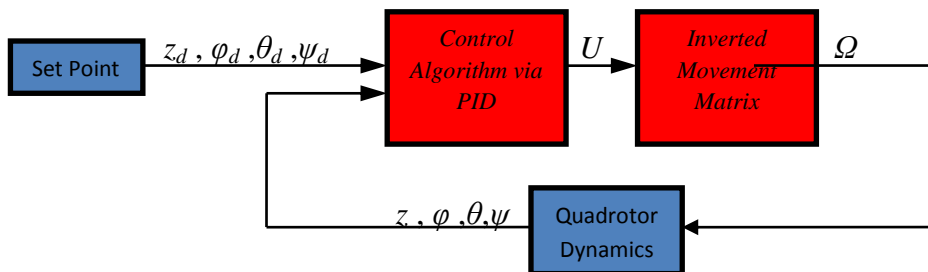 Set Point
z_d , φ_d ,θ_d ,ψ_d
Control
Algorithm via
PID
U
Inverted
Movement
Matrix
Ω
z , φ ,θ,ψ
Quadrotor
Dynamics